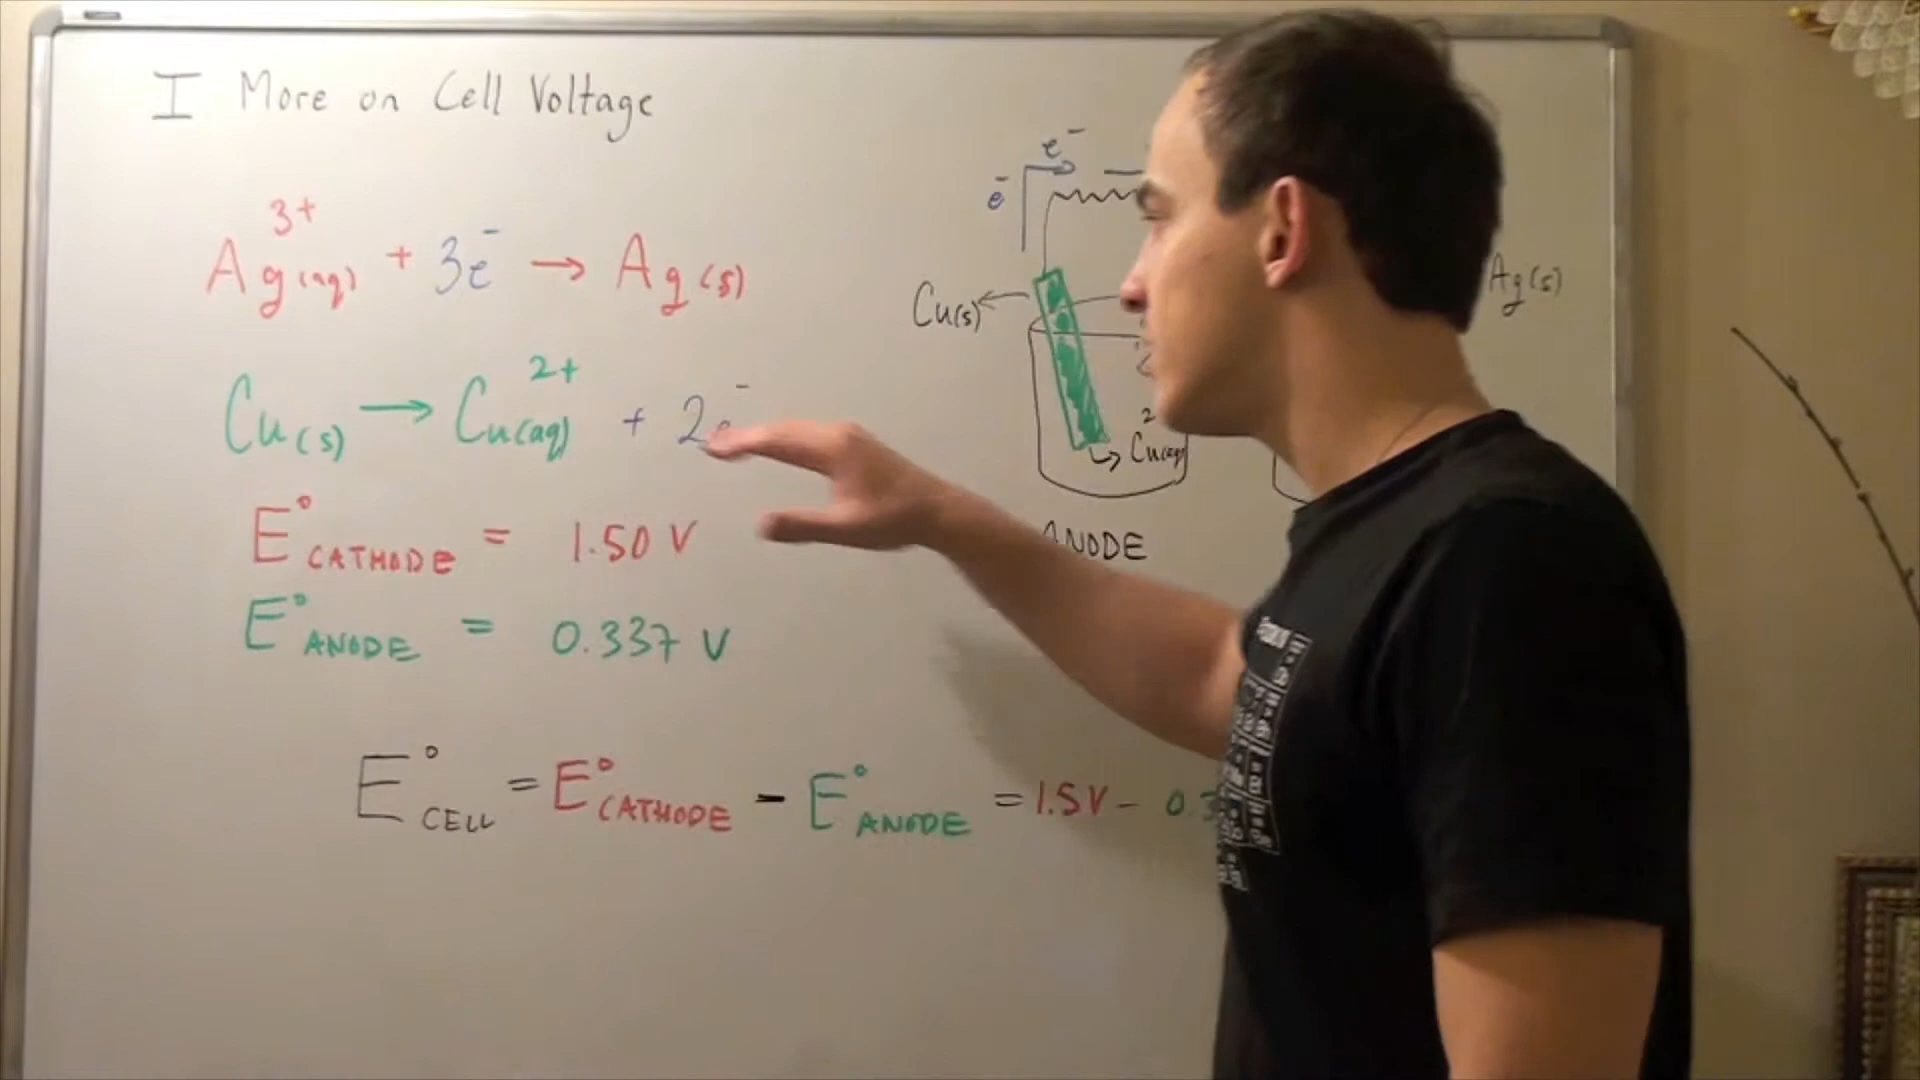 I More on Cell Voltage
Ag³⁺(aq) + 3e⁻ → Ag(s)
Cu(s) → Cu²⁺(aq) + 2e⁻
E°CATHODE = 1.50 V
E°ANODE = 0.337 V
E°CELL = E°CATHODE - E°ANODE = 1.5V - 0.3
e⁻
e⁻
Cu(s)
Ag(s)
2
Cu(aq)
ANODE